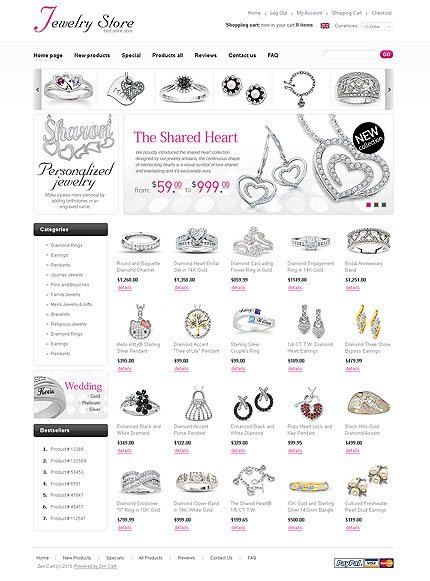 Jewelry Store
best online store
Home Log Out My Account Shopping Cart Checkout
Shopping cart: now in your cart 0 items
Currencies: US Dollar
Home page New products Special Products all Reviews Contact us FAQ
GO
Sharon
Personalized
jewelry
Make a piece more personal by
adding birthstones or an
engraved name.
The Shared Heart
We proudly introduced the shared heart collection
designed by our jewelry artisans, the continuous shape
of interlocking hearts is a visual symbol of love shared
and everlasting and it's exclusively ours
from: $59.00 to $999.00
NEW
collection
Categories
Diamond Rings
Earrings
Pendants
Journey Jewelry
Pins and Brooches
Family Jewelry
Mens Jewelry & Gifts
Bracelets
Religious Jewelry
Diamond Rings
Earrings
Pendants
Wedding
- Gold
- Platinum
- Silver
Bestsellers
1. Product # 12365
2. Product # 122569
3. Product # 59453
4. Product # 6581
5. Product # 41847
6. Product # 45477
7. Product # 112547
Round and Baguette
Diamond Channel
$1,260.00
details
Diamond Heart Bridal
Set in 14K Gold
$1,350.00
details
Diamond Cascading
Flower Ring in Gold
$859.99
details
Diamond Engagement
Ring in 14K Gold
$1149.00
details
Bridal Anniversary
Band
$1,251.00
details
Hello Kitty® Sterling
Silver Pendant
$395.00
details
Diamond Accent
"Tree of Life" Pendant
$99.00
details
Sterling Silver
Couple's Ring
$99.00
details
1/6 CT. T.W. Diamond
Heart Earrings
$109.00
details
Diamond Three Stone
Bypass Earrings
$479.99
details
Enhanced Black and
White Diamond
$349.00
details
Diamond Accent
Purse Pendant
$122.00
details
Enhanced Black and
White Diamond
$329.00
details
Ruby Heart Lock and
Key Pendant
$99.95
details
Black Hills Gold
Diamond Accent
$499.00
details
Diamond Crossover
"X" Ring in 10K Gold
$799.99
details
Diamond Clover Band
in 14K White Gold
$999.00
details
The Shared Heart®
1/5 CT. T.W.
$199.65
details
10K Gold and Sterling
Silver 14.0mm Bangle
$500.00
details
Cultured Freshwater
Pearl Stud Earrings
$119.00
details
Home New Products Specials All Products Reviews Contact Us FAQ
Zen Cart (c) 2010 Powered by Zen Cart
PayPal VISA